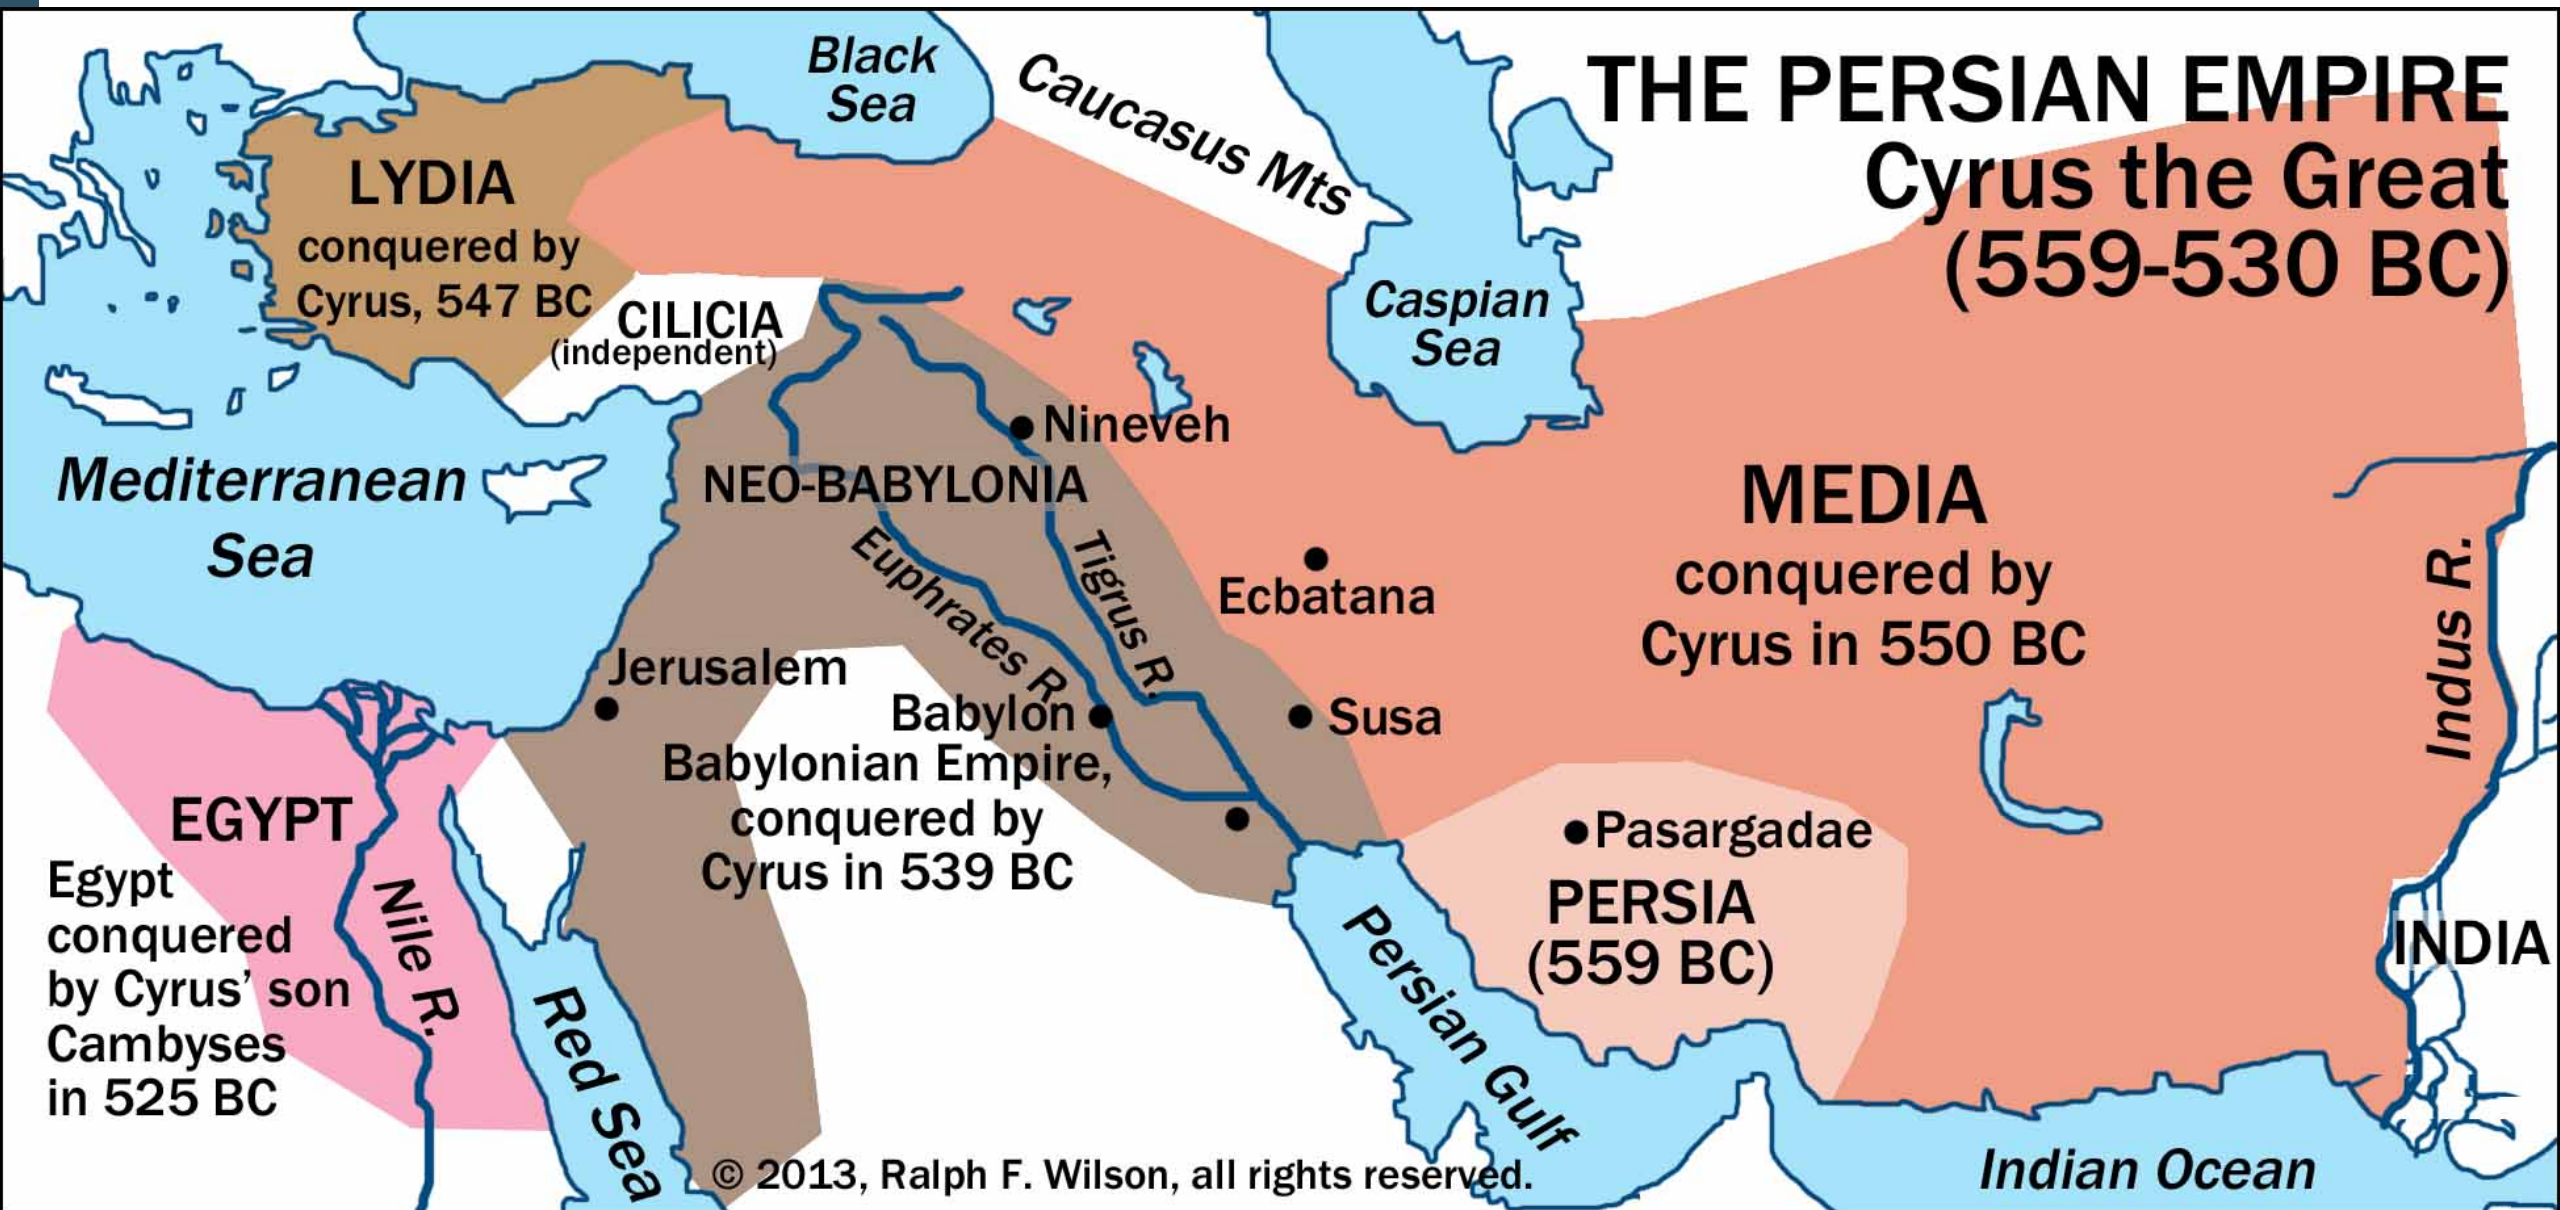 THE PERSIAN EMPIRE
Cyrus the Great
(559-530 BC)
Black
Sea
Caucasus Mts
LYDIA
conquered by
Cyrus, 547 BC
CILICIA
(independent)
Caspian
Sea
Mediterranean
Sea
Nineveh
NEO-BABYLONIA
Euphrates R.
Tigrus R.
Ecbatana
MEDIA
conquered by
Cyrus in 550 BC
Indus R.
Jerusalem
Babylon
Susa
Babylonian Empire,
conquered by
Cyrus in 539 BC
EGYPT
Egypt
conquered
by Cyrus’ son
Cambyses
in 525 BC
Nile R.
Red Sea
Pasargadae
PERSIA
(559 BC)
Persian Gulf
INDIA
Indian Ocean
© 2013, Ralph F. Wilson, all rights reserved.